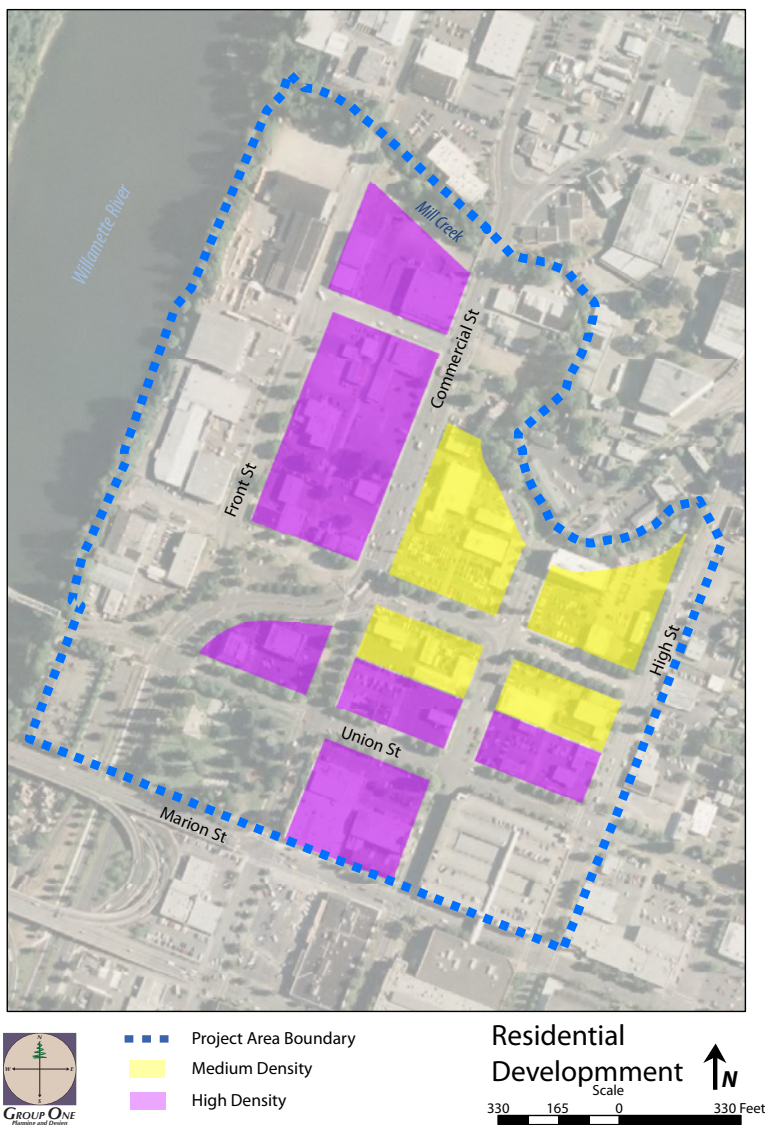 Willamette River
Mill Creek
Commercial St
Front St
High St
Union St
Marion St
N
W
E
S
GROUP ONE
Planning and Design
Project Area Boundary
Medium Density
High Density
Residential
Developmment
N
Scale
330 165 0 330 Feet